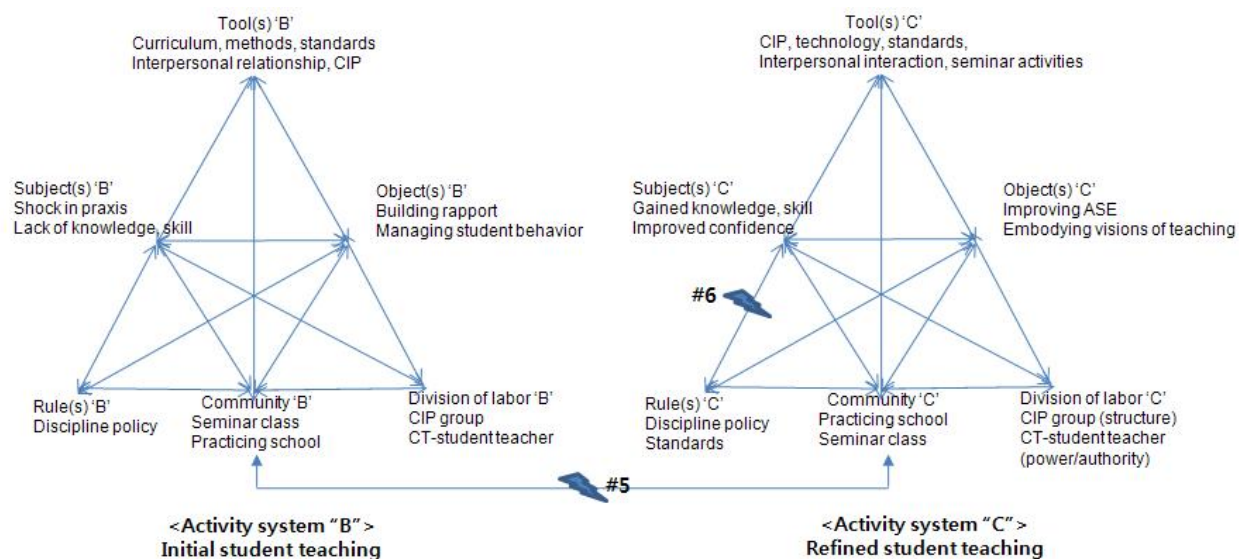 Tool(s) ‘B’
Curriculum, methods, standards
Interpersonal relationship, CIP
Subject(s) ‘B’
Shock in praxis
Lack of knowledge, skill
Object(s) ‘B’
Building rapport
Managing student behavior
Rule(s) ‘B’
Discipline policy
Community ‘B’
Seminar class
Practicing school
Division of labor ‘B’
CIP group
CT-student teacher
<Activity system “B”>
Initial student teaching
#5
Tool(s) ‘C’
CIP, technology, standards,
Interpersonal interaction, seminar activities
Subject(s) ‘C’
Gained knowledge, skill
Improved confidence
Object(s) ‘C’
Improving ASE
Embodying visions of teaching
#6
Rule(s) ‘C’
Discipline policy
Standards
Community ‘C’
Practicing school
Seminar class
Division of labor ‘C’
CIP group (structure)
CT-student teacher
(power/authority)
<Activity system “C”>
Refined student teaching